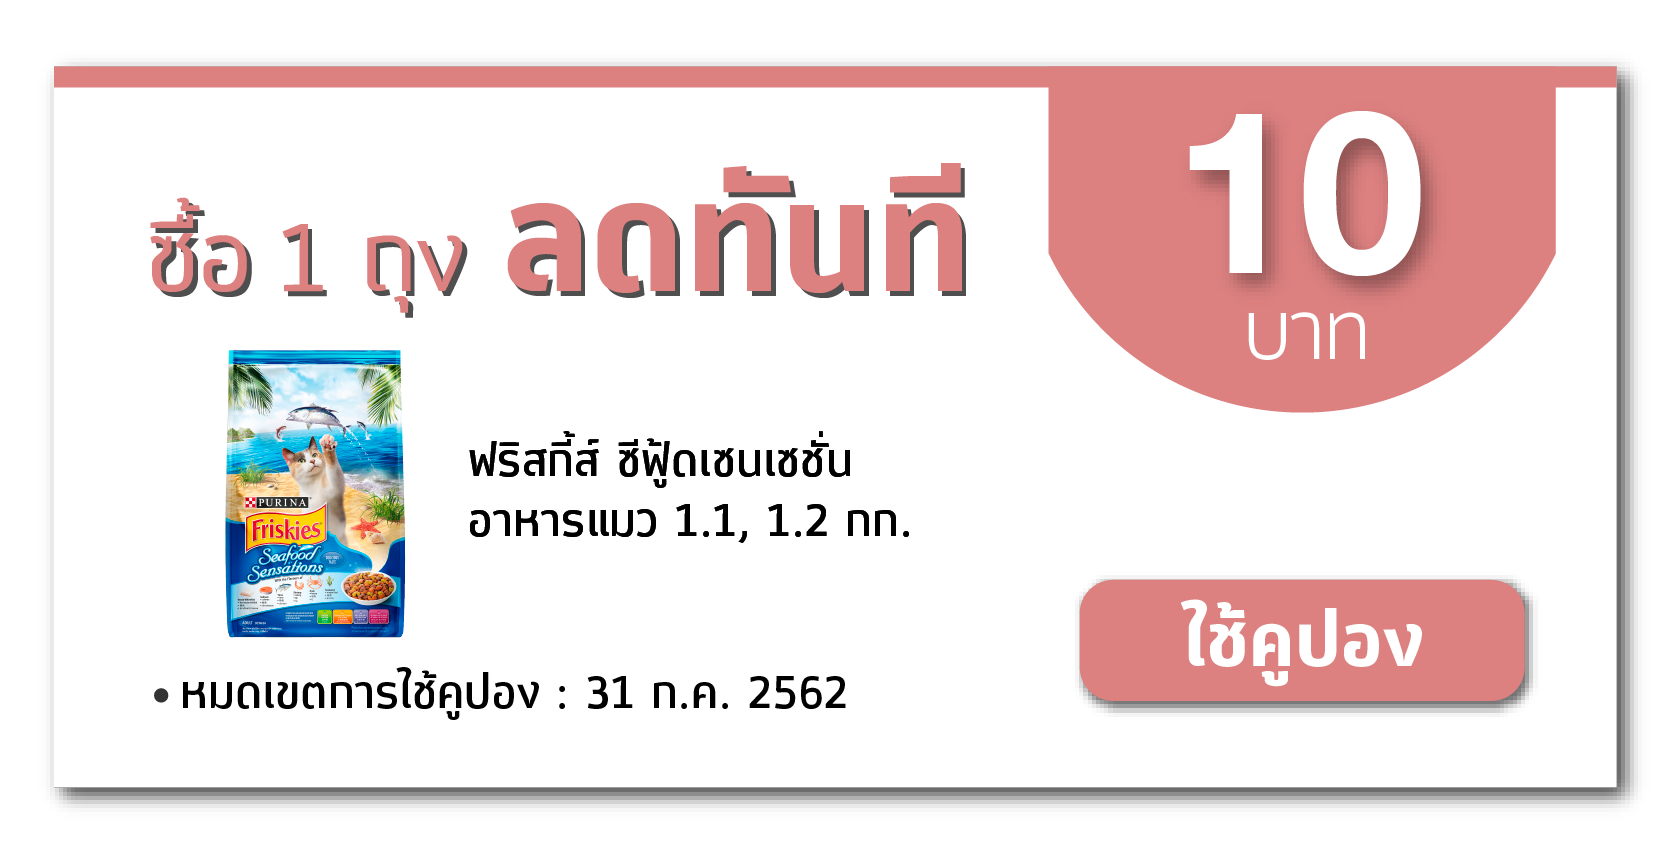 ซื้อ 1 ถุง ลดทันที
10
บาท
PURINA
Friskies
Seafood
Sensations
ฟริสกี้ส์ ซีฟู้ดเซนเซชั่น
อาหารแมว 1.1, 1.2 กก.
ใช้คูปอง
• หมดเขตการใช้คูปอง : 31 ก.ค. 2562